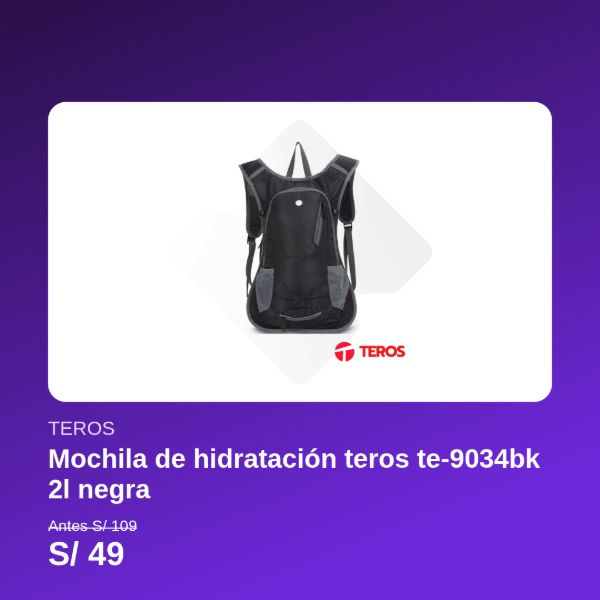 TEROS
TEROS
Mochila de hidratación teros te-9034bk
2l negra
Antes S/ 109
S/ 49